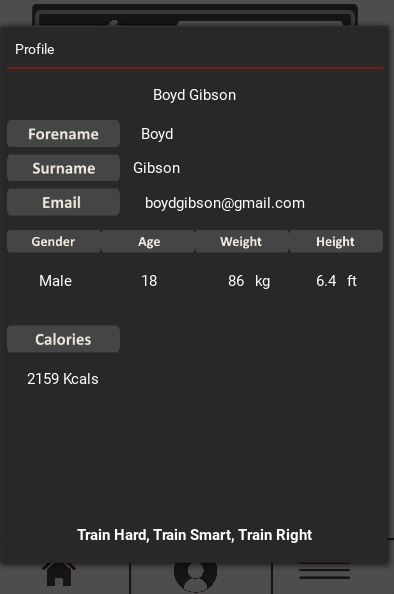 Profile
Boyd Gibson
Forename Boyd
Surname Gibson
Email boydgibson@gmail.com
Gender Age Weight Height
Male 18 86 kg 6.4 ft
Calories
2159 Kcals
Train Hard, Train Smart, Train Right